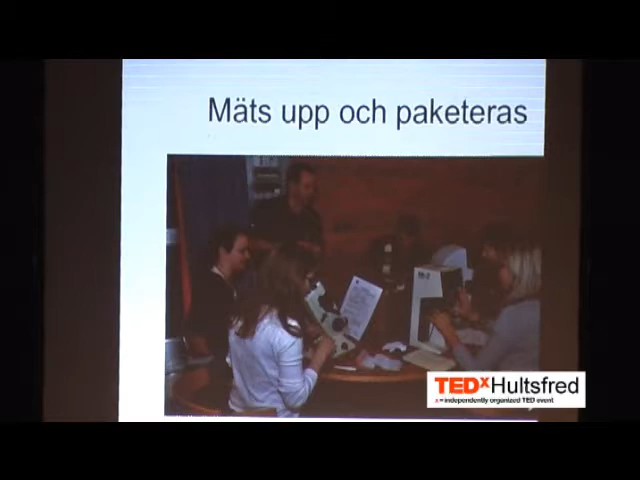 Mäts upp och paketeras
TEDxHultsfred
x = independently organized TED event